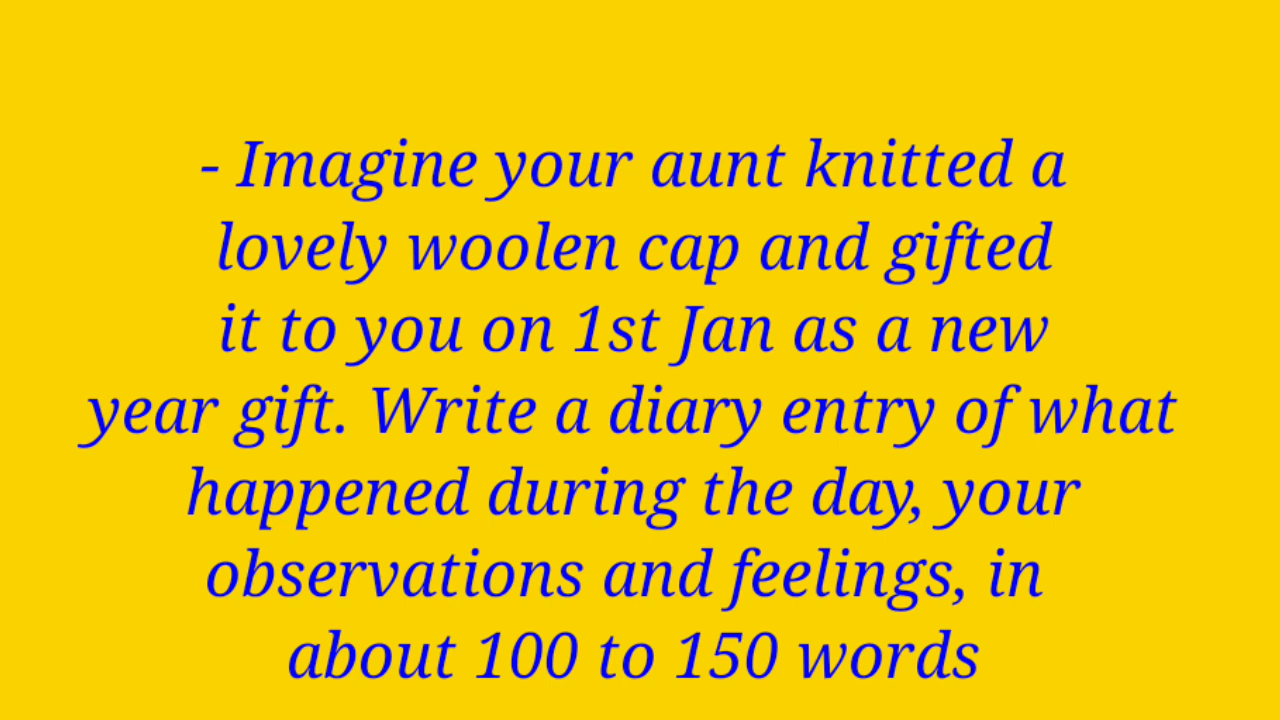 - Imagine your aunt knitted a
lovely woolen cap and gifted
it to you on 1st Jan as a new
year gift. Write a diary entry of what
happened during the day, your
observations and feelings, in
about 100 to 150 words